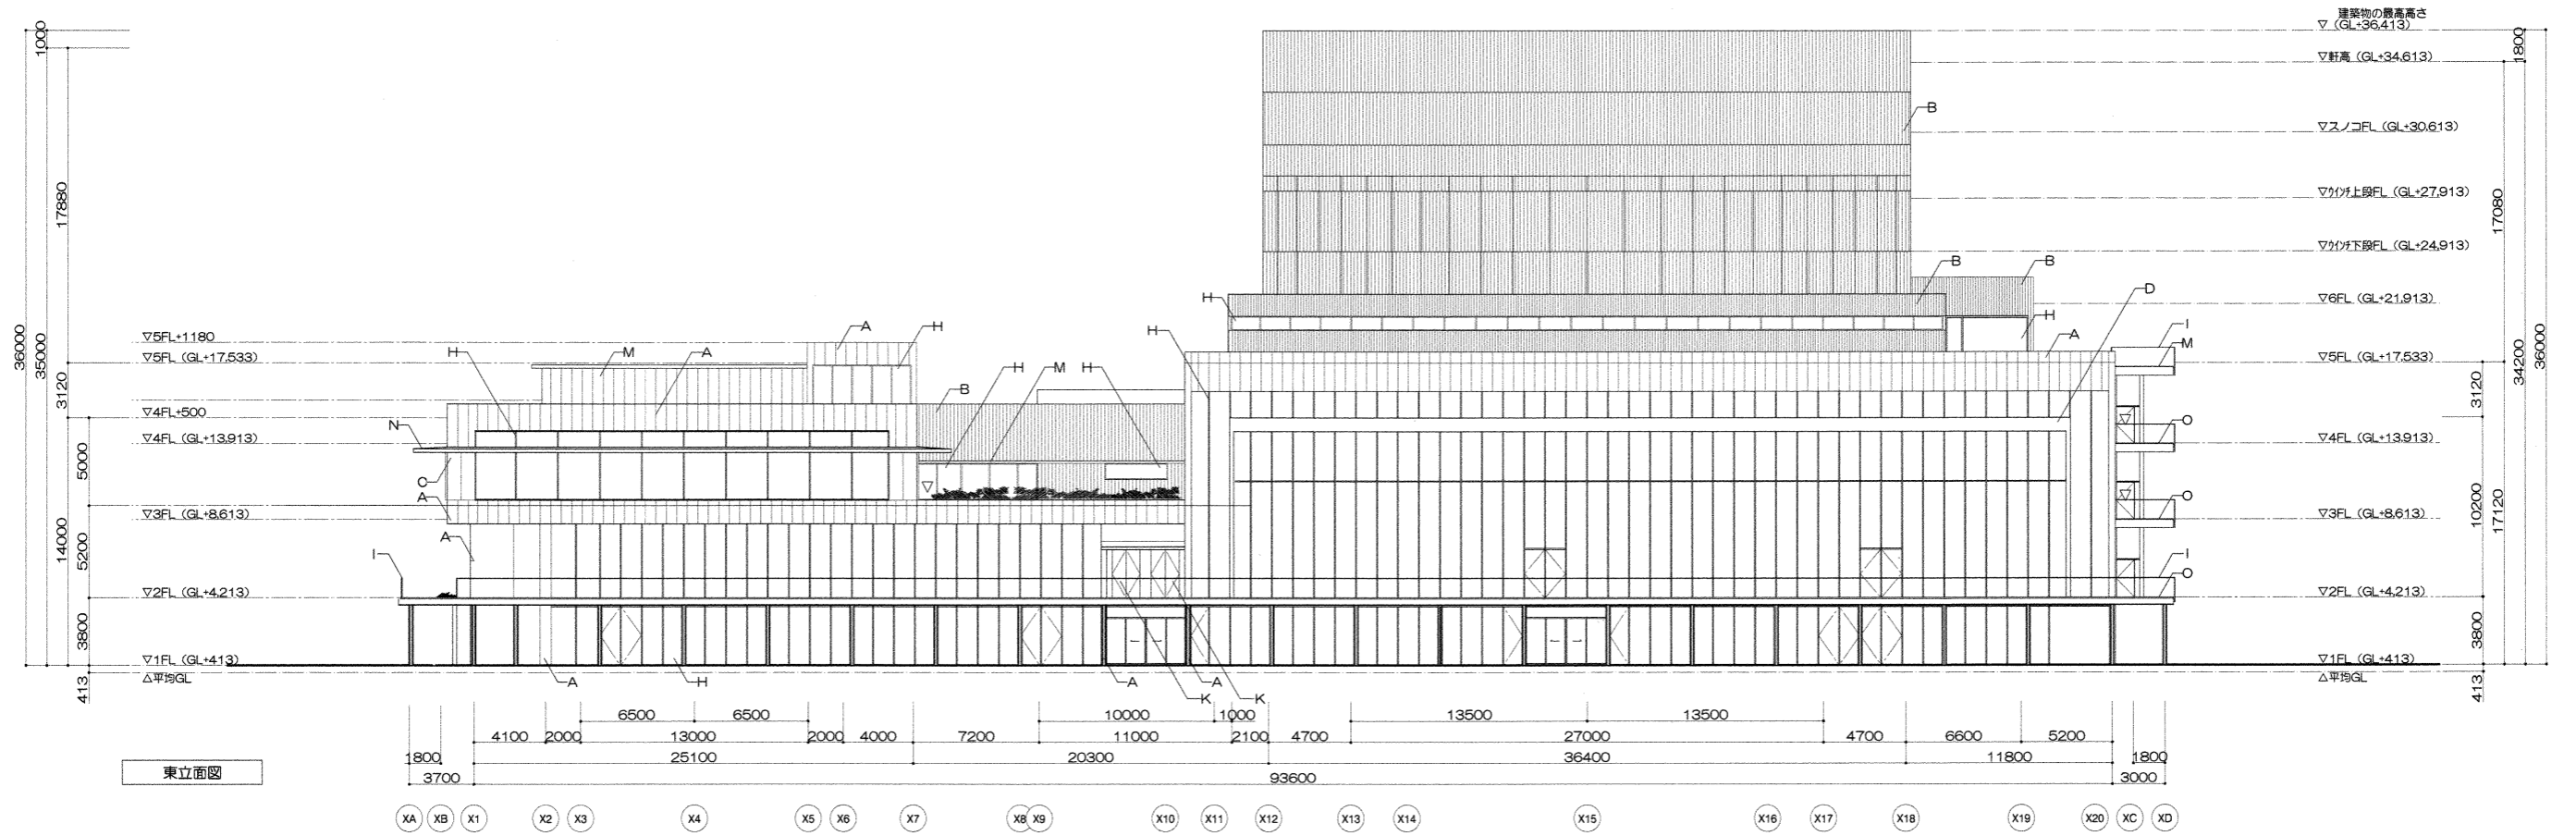 建築物の最高高さ
▽ (GL+36,413)
▽軒高 (GL+34,613)
▽スノコFL (GL+30,613)
▽ウインチ上段FL (GL+27,913)
▽ウインチ下段FL (GL+24,913)
▽6FL (GL+21,913)
▽5FL (GL+17,533)
▽4FL (GL+13,913)
▽3FL (GL+8,613)
▽2FL (GL+4,213)
▽1FL (GL+413)
△平均GL
1800
17080
34200
36000
3120
10200
17120
3800
413
1000
17880
36000
35000
3120
5000
14000
5200
3800
413
▽5FL+1180
▽5FL (GL+17,533)
▽4FL+500
▽4FL (GL+13,913)
▽3FL (GL+8,613)
▽2FL (GL+4,213)
▽1FL (GL+413)
△平均GL
B
B
B
D
H
H
A
I
M
O
O
I
O
A
H
H
M
A
H
B
H
M
H
N
C
A
A
I
A
H
A
A
K
K
6500 6500 10000 1000 13500 13500
4100 2000 13000 2000 4000 7200 11000 2100 4700 27000 4700 6600 5200
1800 25100 20300 36400 11800 1800
3700 93600 3000
東立面図
XA XB X1 X2 X3 X4 X5 X6 X7 X8 X9 X10 X11 X12 X13 X14 X15 X16 X17 X18 X19 X20 XC XD